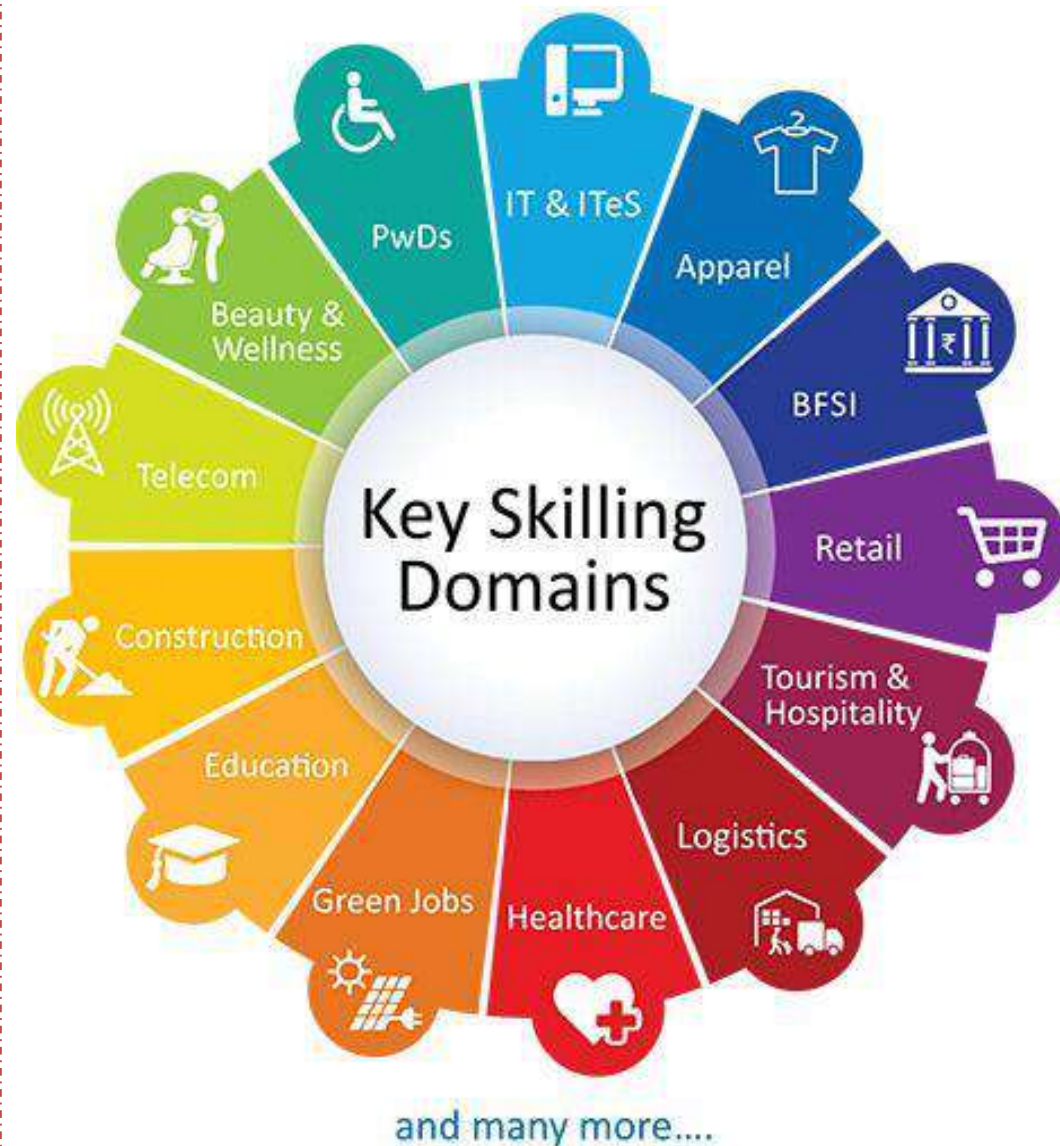 Key Skilling
Domains
IT & ITeS
Apparel
BFSI
Retail
Tourism &
Hospitality
Logistics
Healthcare
Green Jobs
Education
Construction
Telecom
Beauty &
Wellness
PwDs
₹
and many more....